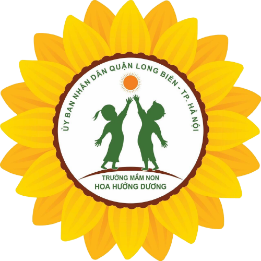 ỦY BAN NHÂN DÂN QUẬN LONG BIÊN - TP. HÀ NỘI
TRƯỜNG MẦM NON
HOA HƯỚNG DƯƠNG